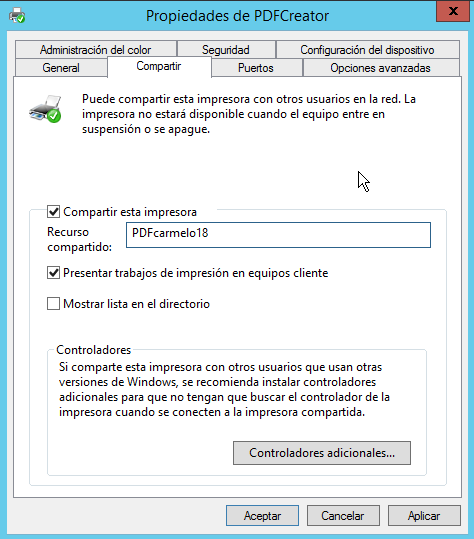 Propiedades de PDFCreator
x
Administración del color
Seguridad
Configuración del dispositivo
General
Compartir
Puertos
Opciones avanzadas
Puede compartir esta impresora con otros usuarios en la red. La
impresora no estará disponible cuando el equipo entre en
suspensión o se apague.
Compartir esta impresora
Recurso
compartido:
PDFcarmelo18
Presentar trabajos de impresión en equipos cliente
Mostrar lista en el directorio
Controladores
Si comparte esta impresora con otros usuarios que usan otras
versiones de Windows, se recomienda instalar controladores
adicionales para que no tengan que buscar el controlador de la
impresora cuando se conecten a la impresora compartida.
Controladores adicionales...
Aceptar
Cancelar
Aplicar